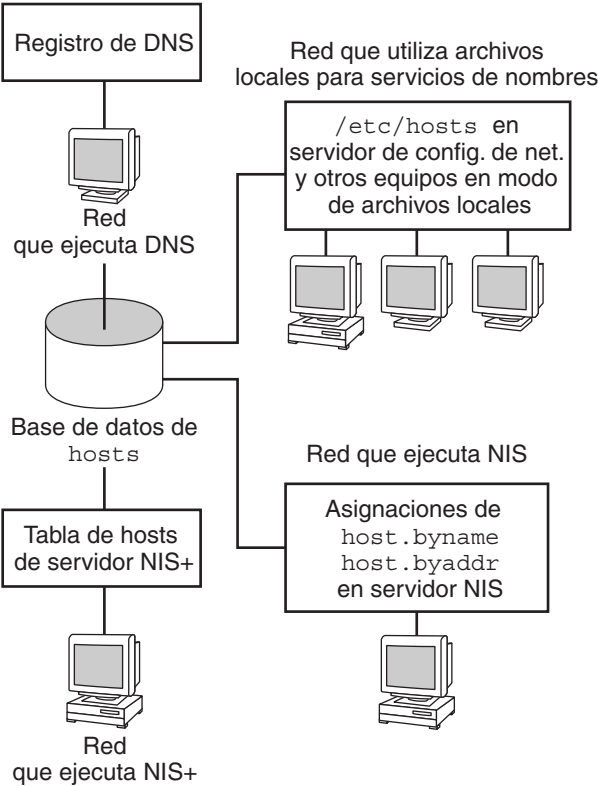 Registro de DNS
Red
que ejecuta DNS
Base de datos de
hosts
Tabla de hosts
de servidor NIS+
Red
que ejecuta NIS+
Red que utiliza archivos
locales para servicios de nombres
/etc/hosts en
servidor de config. de net.
y otros equipos en modo
de archivos locales
Red que ejecuta NIS
Asignaciones de
host.byname
host.byaddr
en servidor NIS